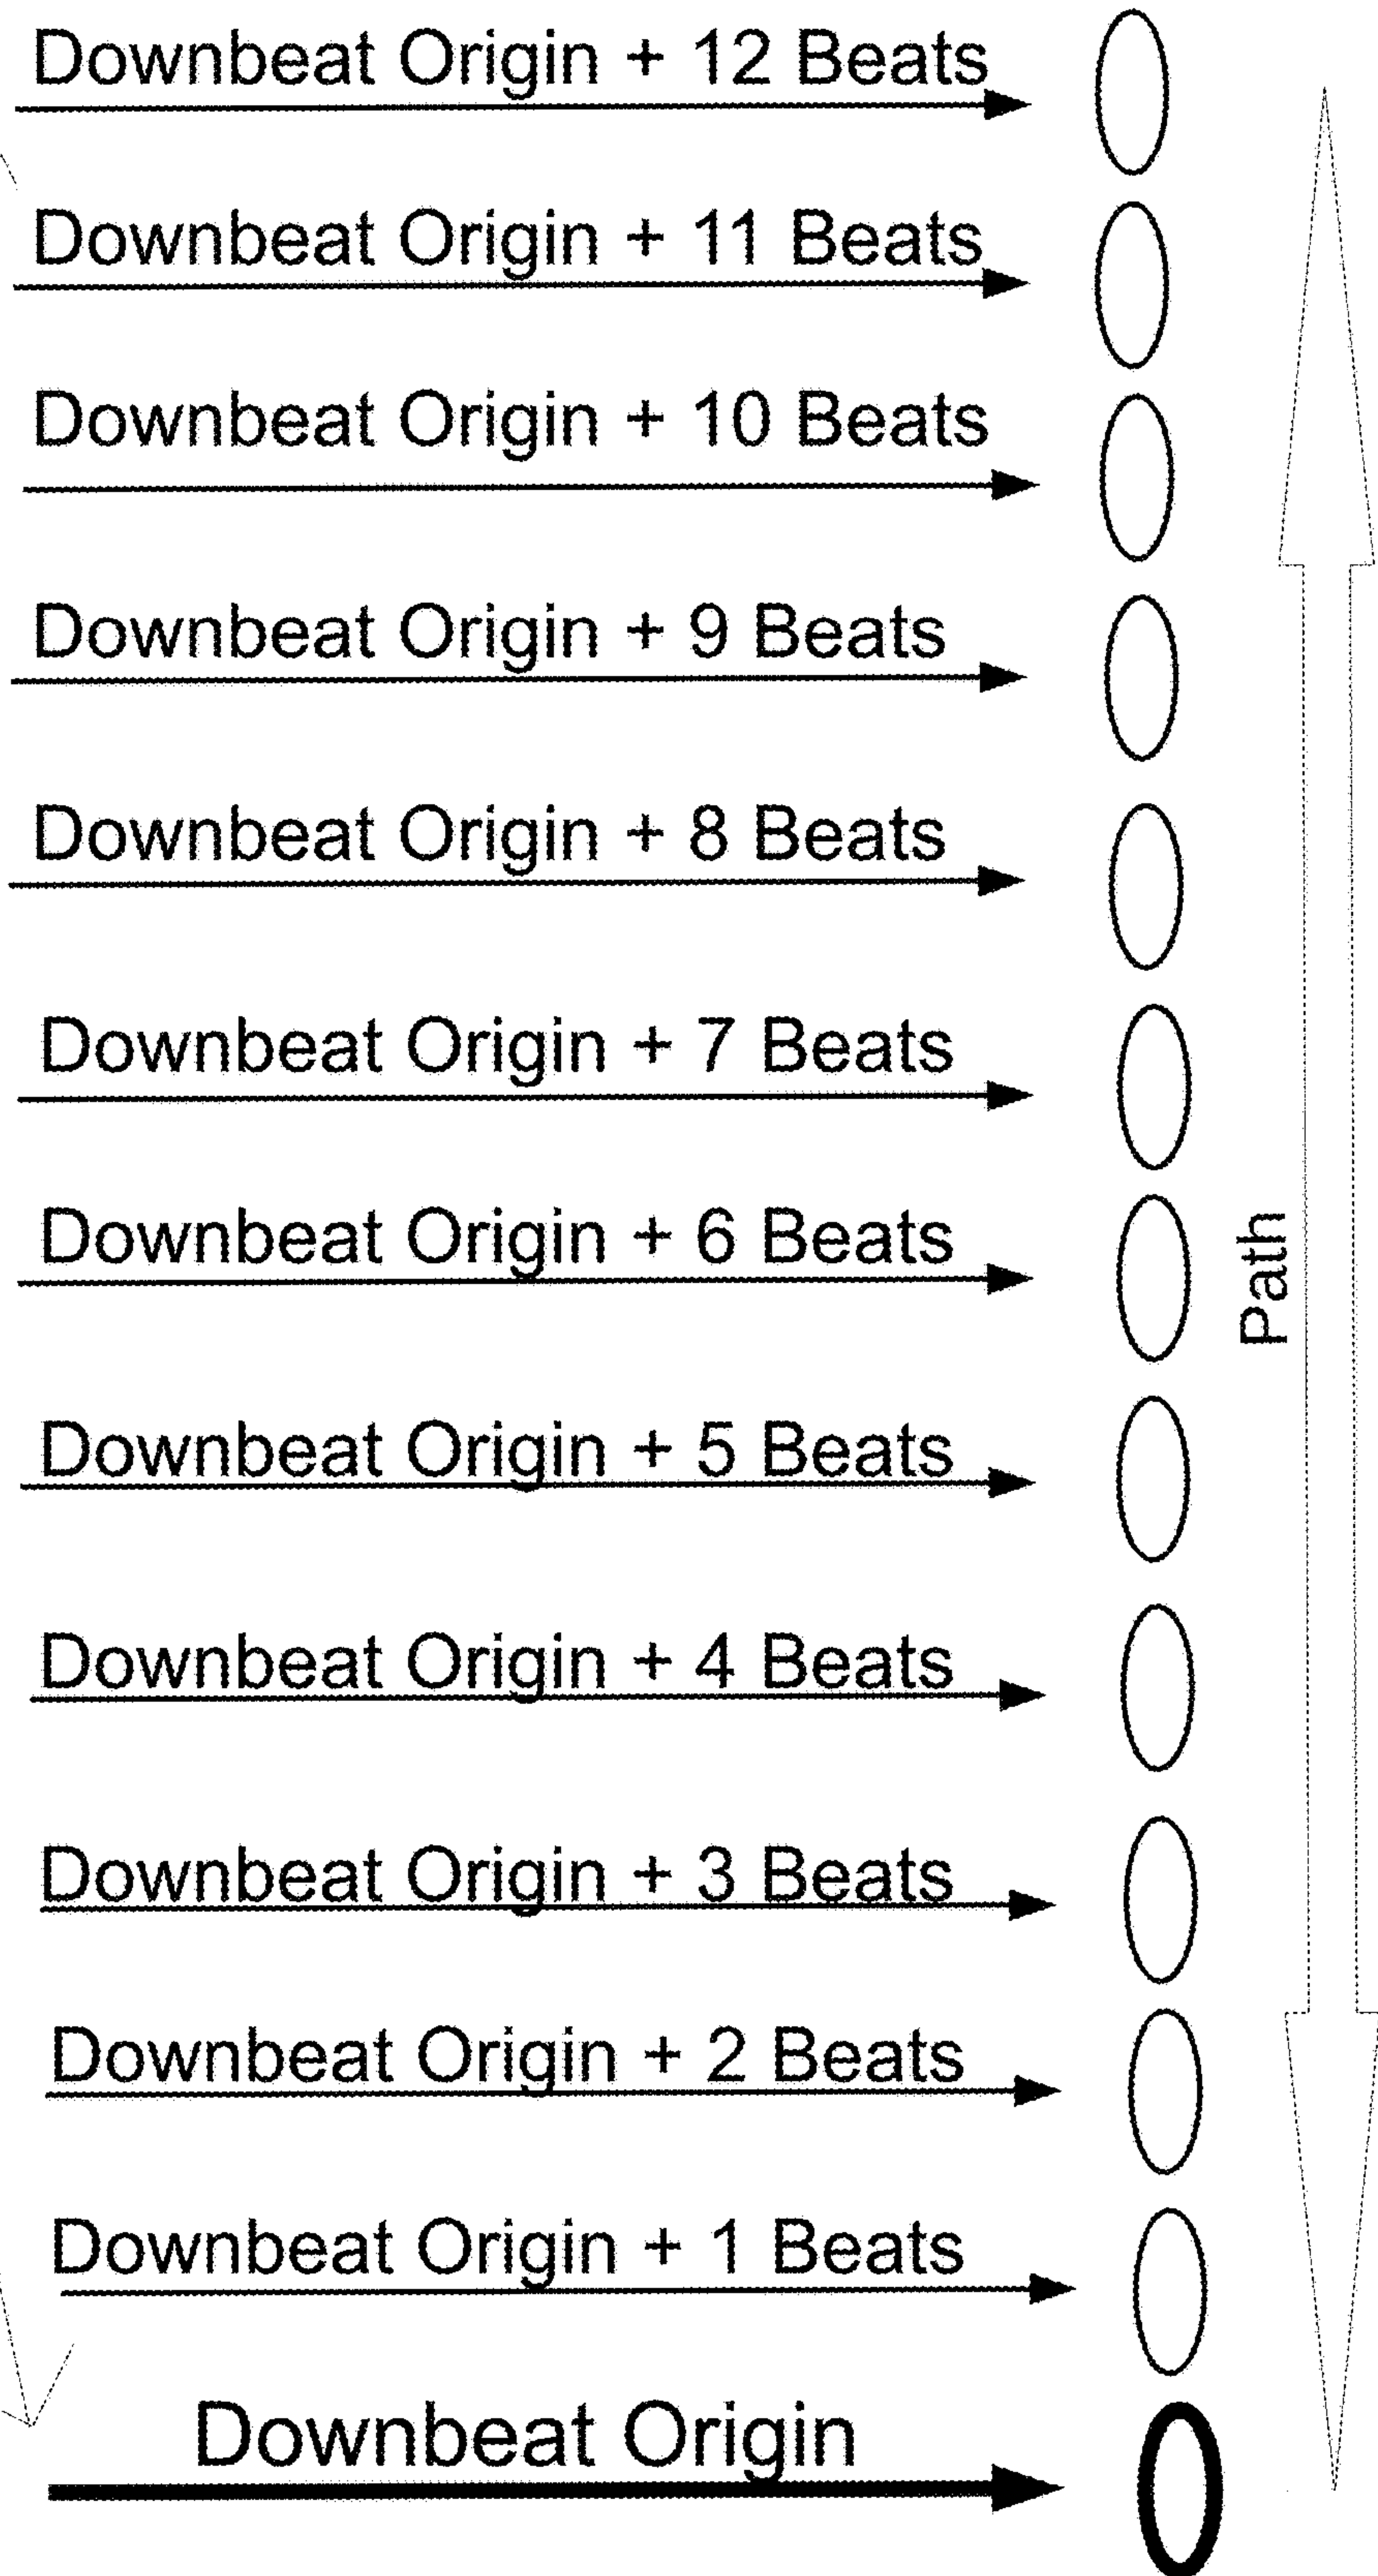 Downbeat Origin + 12 Beats
Downbeat Origin + 11 Beats
Downbeat Origin + 10 Beats
Downbeat Origin + 9 Beats
Downbeat Origin + 8 Beats
Downbeat Origin + 7 Beats
Downbeat Origin + 6 Beats
Path
Downbeat Origin + 5 Beats
Downbeat Origin + 4 Beats
Downbeat Origin + 3 Beats
Downbeat Origin + 2 Beats
Downbeat Origin + 1 Beats
Downbeat Origin